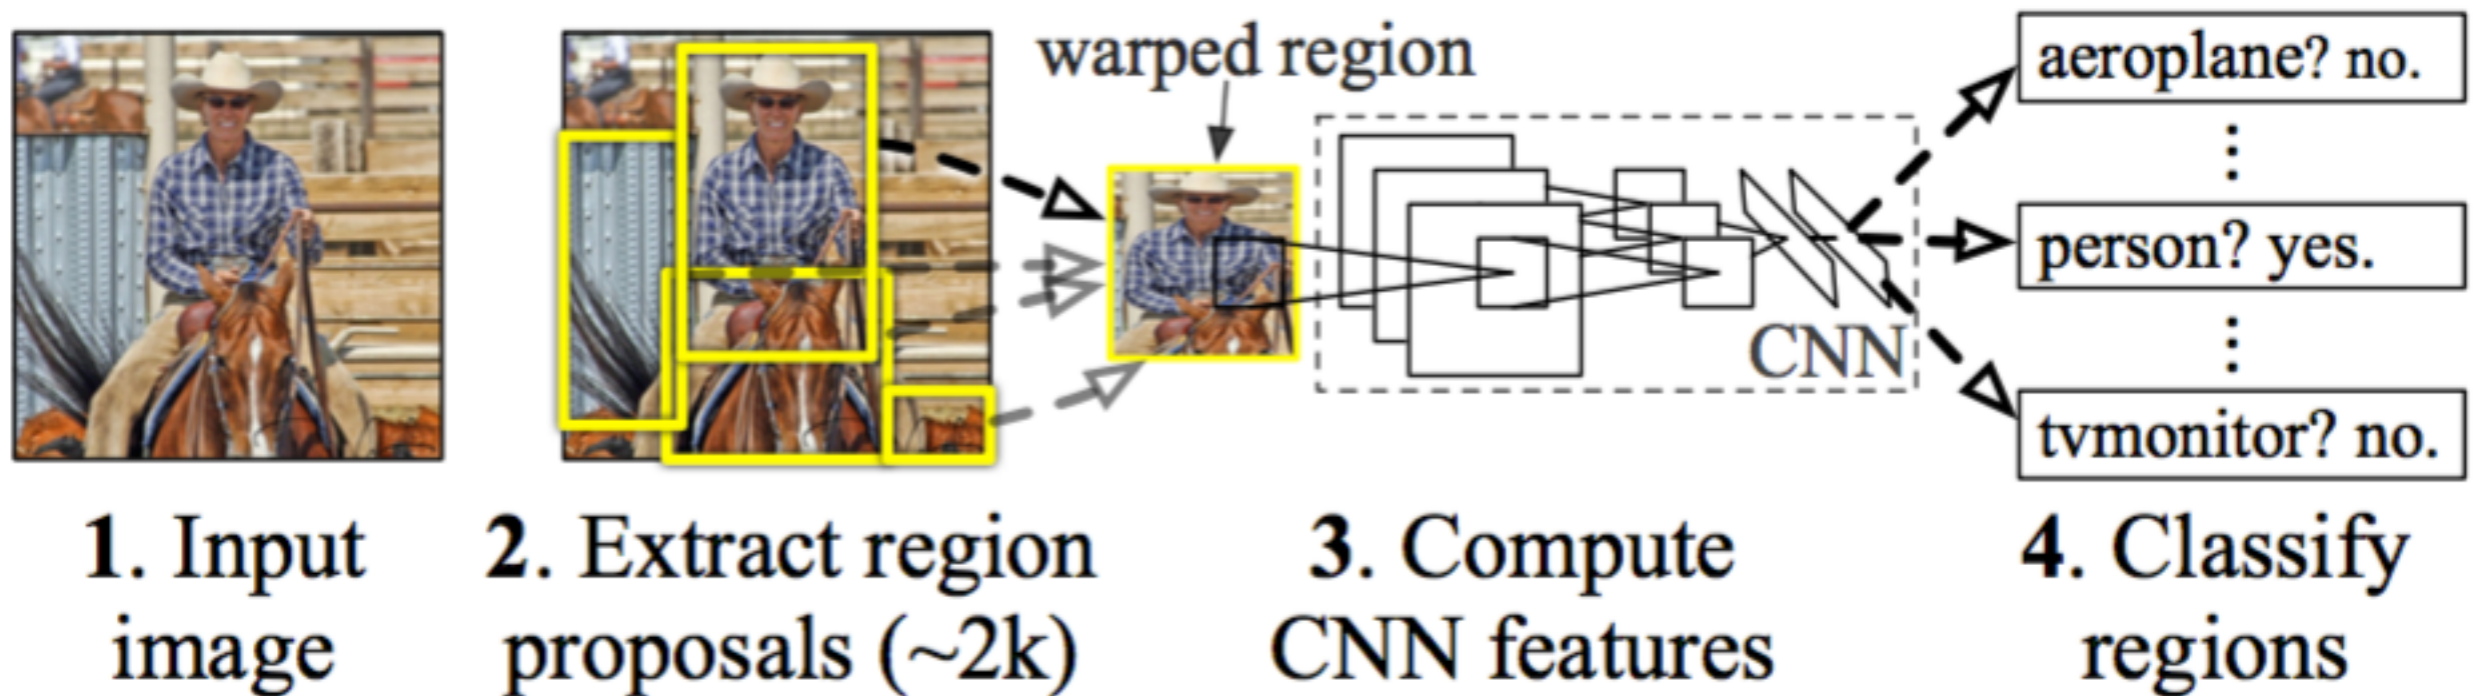 warped region
aeroplane? no.
person? yes.
CNN
tvmonitor? no.
1. Input
image
2. Extract region
proposals (~2k)
3. Compute
CNN features
4. Classify
regions